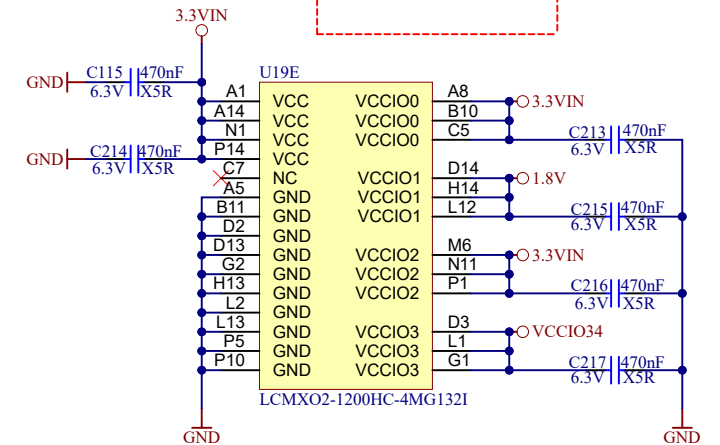 3.3VIN
GND C115 470nF
6.3V X5R
U19E
A1 VCC VCCIO0 A8 3.3VIN
A14 VCC VCCIO0 B10
N1 VCC VCCIO0 C5 C213 470nF
6.3V X5R
GND C214 470nF
6.3V X5R
P14 VCC
C7 NC VCCIO1 D14 1.8V
A5 GND VCCIO1 H14
B11 GND VCCIO1 L12 C215 470nF
6.3V X5R
D2 GND
D13 GND VCCIO2 M6 3.3VIN
G2 GND VCCIO2 N11
H13 GND VCCIO2 P1 C216 470nF
6.3V X5R
L2 GND
L13 GND VCCIO3 D3 VCCIO34
P5 GND VCCIO3 L1
P10 GND VCCIO3 G1 C217 470nF
6.3V X5R
LCMXO2-1200HC-4MG132I
GND GND